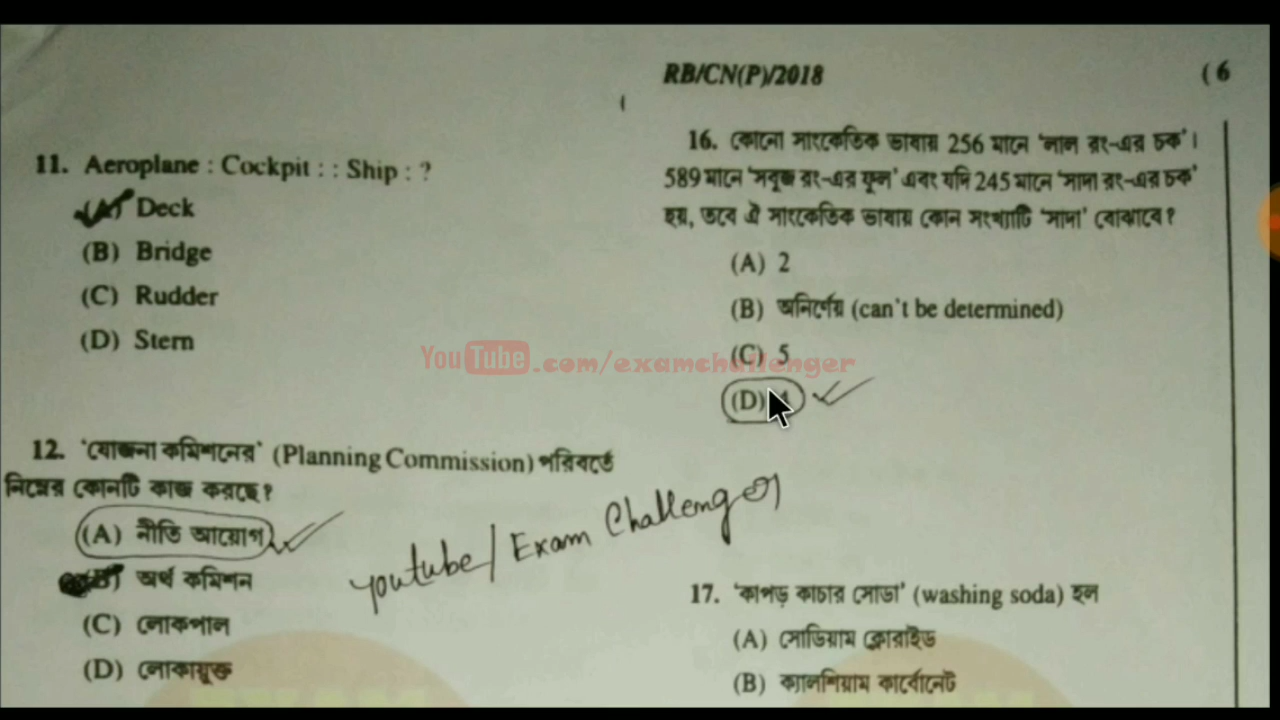 RB/CN(P)/2018
( 6
11. Aeroplane : Cockpit : : Ship : ?
(A) Deck
(B) Bridge
(C) Rudder
(D) Stern
12. 'যোজনা কমিশনের' (Planning Commission) পরিবর্তে
নিম্নের কোনটি কাজ করছে?
(A) নীতি আয়োগ
(B) অর্থ কমিশন
(C) লোকপাল
(D) লোকায়ুক্ত
youtube/Exam Challenger
16. কোনো সাংকেতিক ভাষায় 256 মানে 'লাল রং-এর চক'।
589 মানে 'সবুজ রং-এর ফুল' এবং যদি 245 মানে 'সাদা রং-এর চক'
হয়, তবে ঐ সাংকেতিক ভাষায় কোন সংখ্যাটি 'সাদা' বোঝাবে?
(A) 2
(B) অনির্ণেয় (can't be determined)
(C) 5
(D) 4
YouTube.com/examchallenger
17. 'কাপড় কাচার সোডা' (washing soda) হল
(A) সোডিয়াম ক্লোরাইড
(B) ক্যালশিয়াম কার্বোনেট